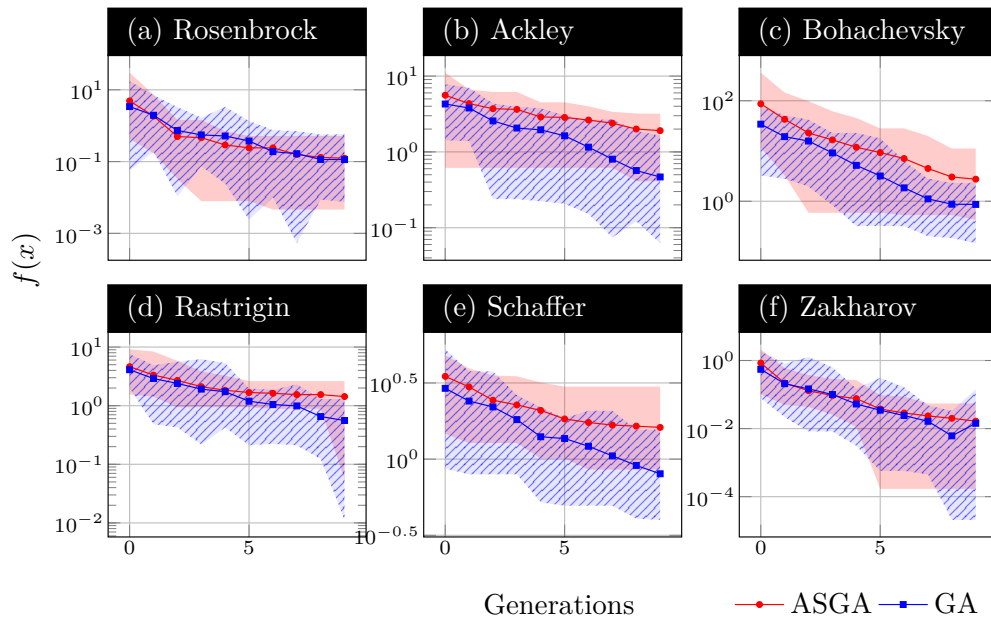 (a) Rosenbrock (b) Ackley (c) Bohachevsky
10^1 10^1 10^2
10^-1 10^0 10^0
10^-3 10^-1
f(x)
(d) Rastrigin (e) Schaffer (f) Zakharov
10^1 10^0.5 10^0
10^0 10^0 10^-2
10^-1 10^-4
10^-2 10^-0.5
0 5 0 5 0 5
Generations
ASGA GA